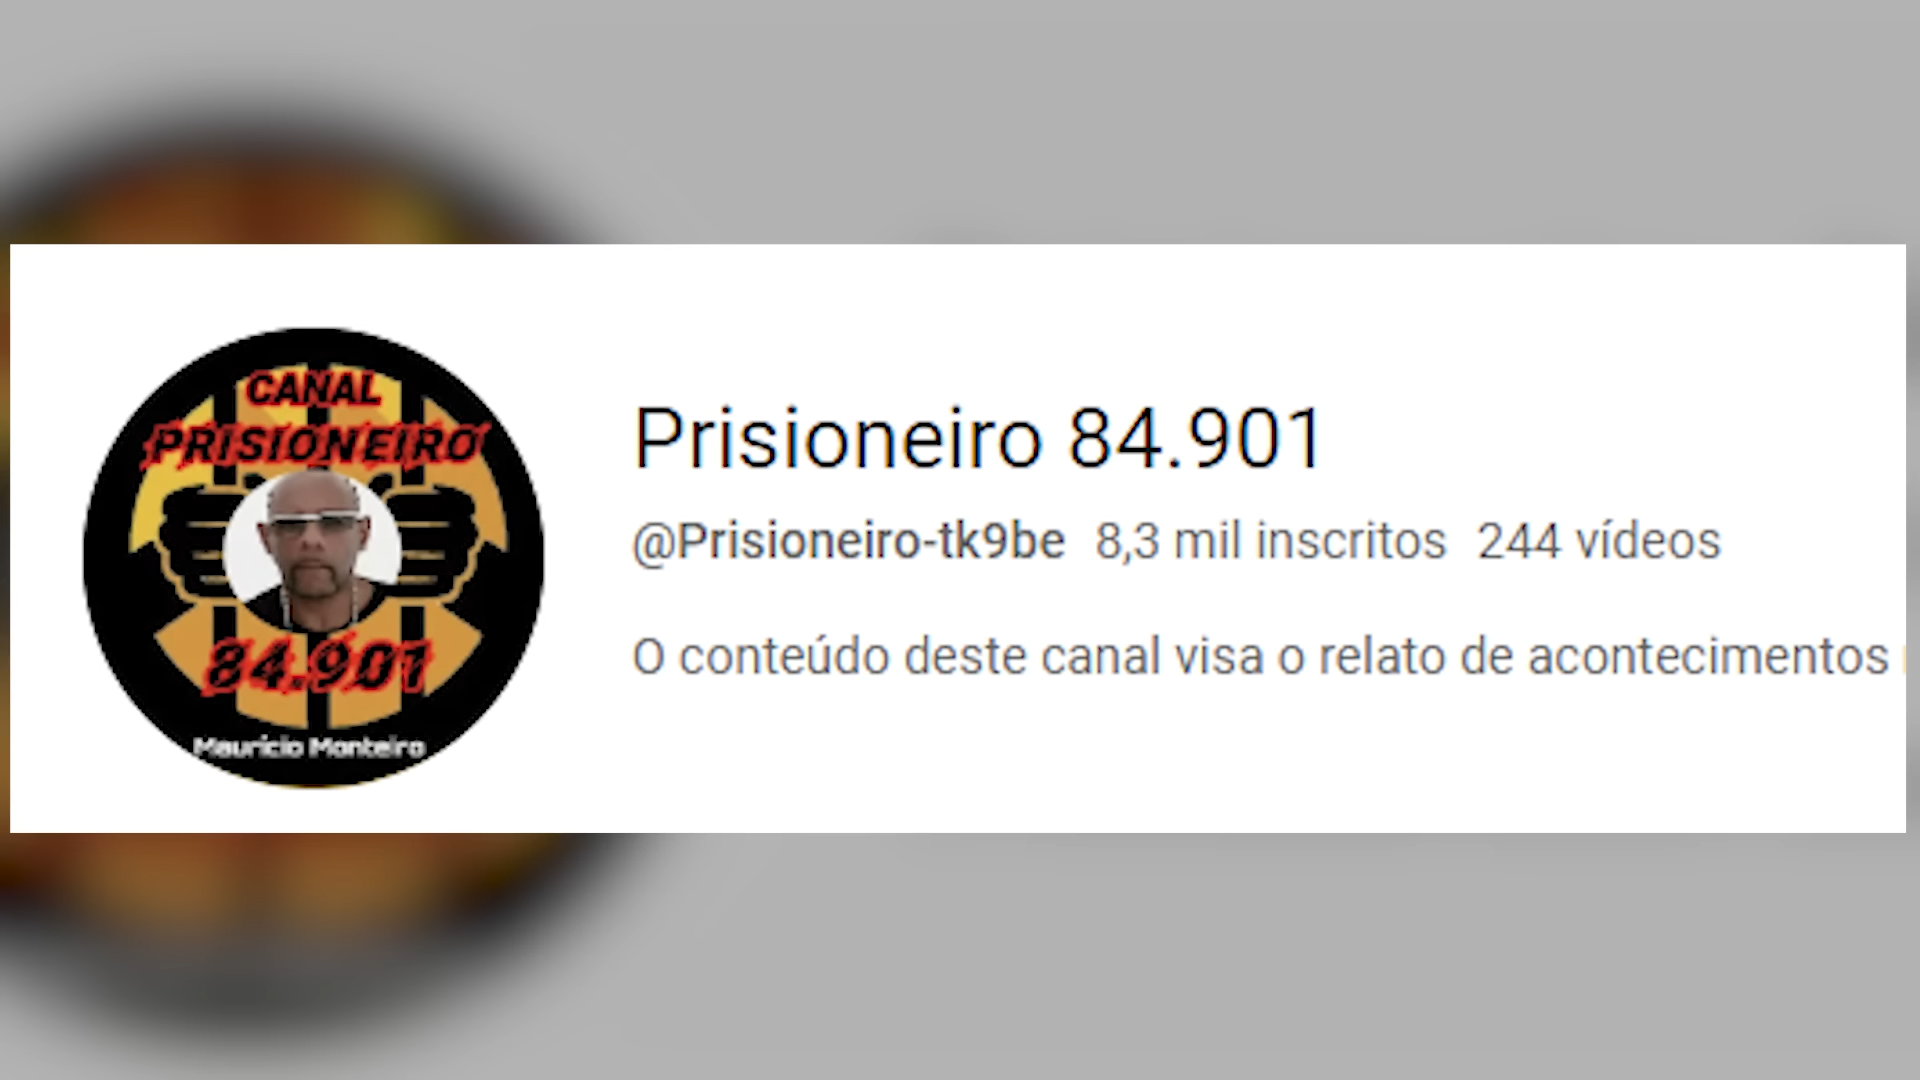 CANAL
PRISIONEIRO
84.901
Mauricio Monteiro
Prisioneiro 84.901
@Prisioneiro-tk9be 8,3 mil inscritos 244 vídeos
O conteúdo deste canal visa o relato de acontecimentos